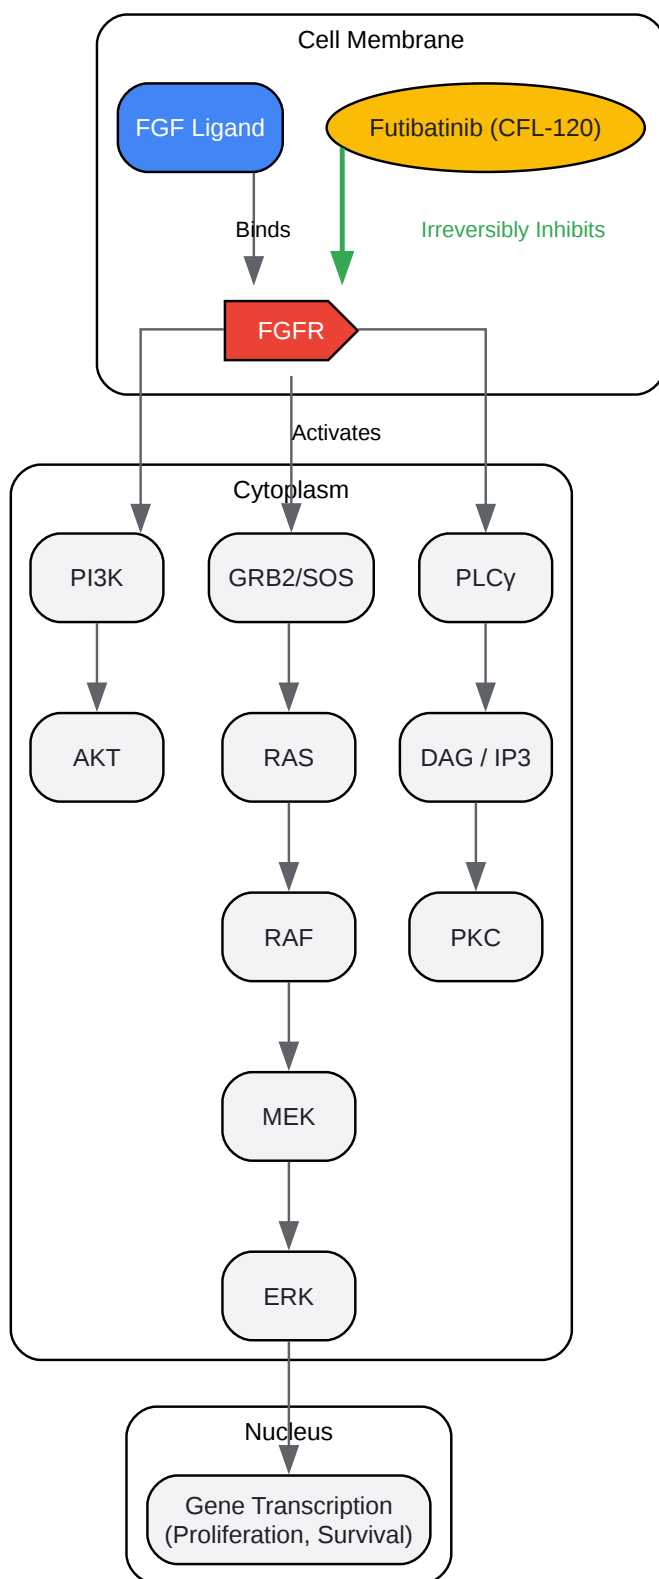 Cell Membrane
FGF Ligand
Futibatinib (CFL-120)
Binds
Irreversibly Inhibits
FGFR
Activates
Cytoplasm
PI3K
GRB2/SOS
PLCγ
AKT
RAS
DAG / IP3
RAF
PKC
MEK
ERK
Nucleus
Gene Transcription
(Proliferation, Survival)